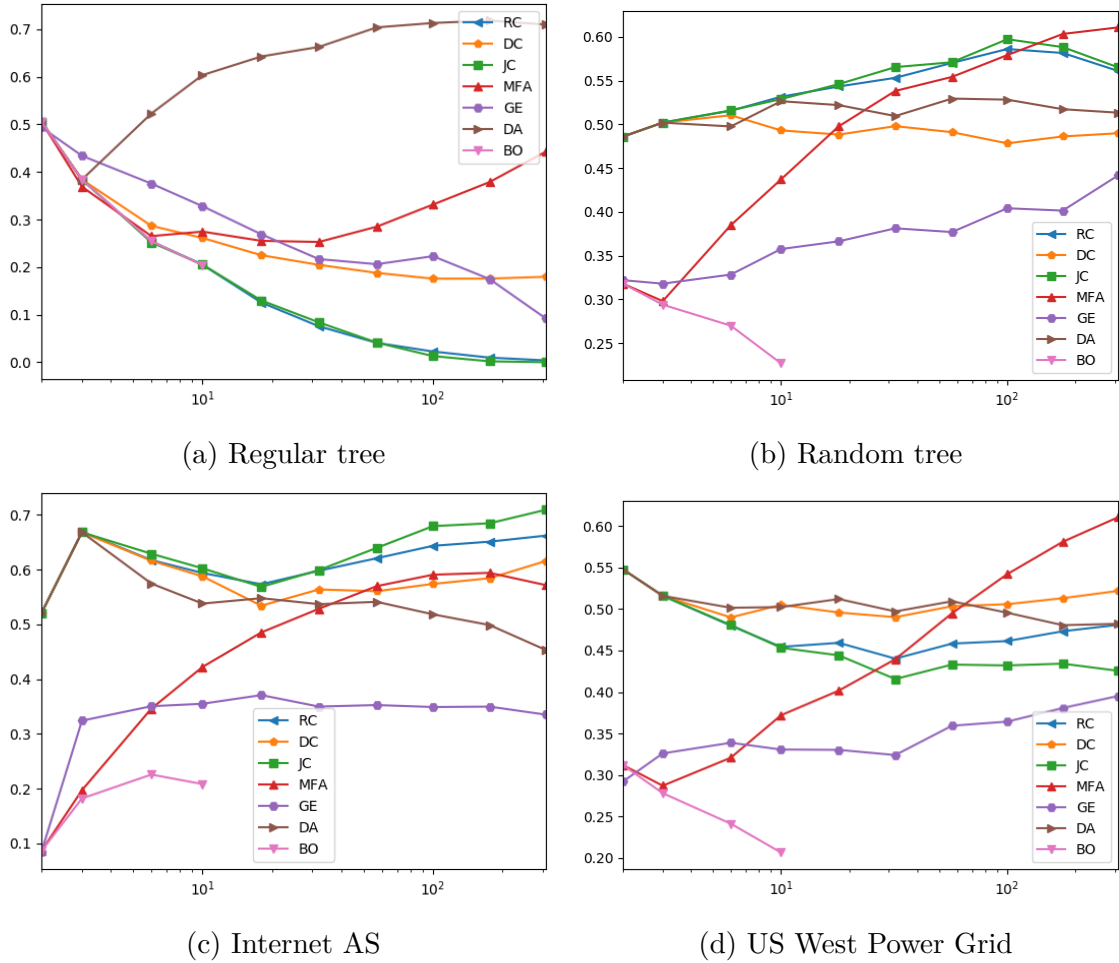 0.7
0.6
0.5
0.4
0.3
0.2
0.1
0.0
10¹
10²
RC
DC
JC
MFA
GE
DA
BO
(a) Regular tree
0.60
0.55
0.50
0.45
0.40
0.35
0.30
0.25
10¹
10²
RC
DC
JC
MFA
GE
DA
BO
(b) Random tree
0.7
0.6
0.5
0.4
0.3
0.2
0.1
10¹
10²
RC
DC
JC
MFA
GE
DA
BO
(c) Internet AS
0.60
0.55
0.50
0.45
0.40
0.35
0.30
0.25
0.20
10¹
10²
RC
DC
JC
MFA
GE
DA
BO
(d) US West Power Grid